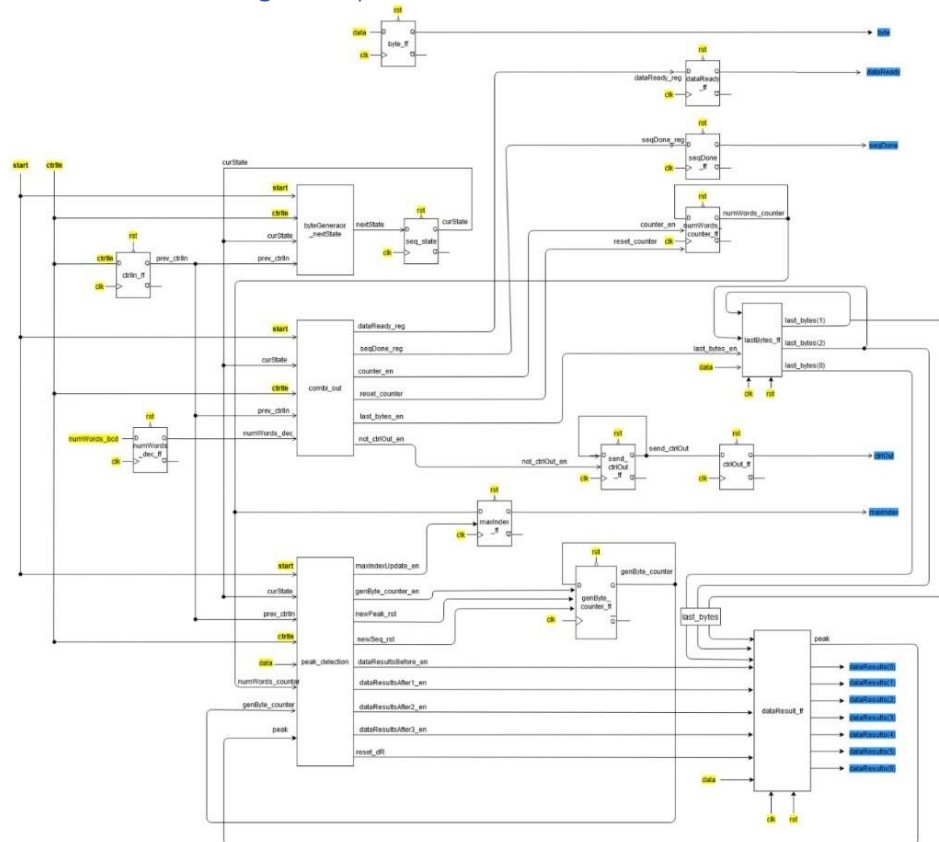 rst
data
D Q
byte
byte_ff
clk
Q
rst
D Q
dataReady
dataReady_reg
dataReady
_ff
clk
Q
rst
seqDone_reg
D Q
seqDone
seqDone
_ff
clk
Q
start
ctrlIn
curState
start
ctrlIn
curState
prev_ctrlIn
byteGeneraor
_nextState
nextState
rst
D Q
curState
seq_state
clk
Q
rst
D Q
numWords_counter
counter_en
numWords_
counter_ff
clk
Q
reset_counter
rst
ctrlIn
D Q
prev_ctrlIn
ctrlIn_ff
clk
Q
start
curState
ctrlIn
prev_ctrlIn
numWords_dec
combi_out
dataReady_reg
seqDone_reg
counter_en
reset_counter
last_bytes_en
not_ctrlOut_en
last_bytes_en
data
lastBytes_ff
last_bytes(1)
last_bytes(2)
last_bytes(0)
clk
rst
rst
numWords_bcd
D Q
numWords
_dec_ff
clk
Q
not_ctrlOut_en
rst
D Q
send_
ctrlOut
_ff
clk
Q
send_ctrlOut
rst
D Q
ctrlOut_ff
clk
Q
ctrlOut
rst
D Q
maxIndex
_ff
clk
Q
maxIndex
start
curState
prev_ctrlIn
ctrlIn
data
numWords_counter
genByte_counter
peak
peak_detection
maxIndexUpdate_en
genByte_counter_en
newPeak_rst
newSeq_rst
dataResultsBefore_en
dataResultsAfter1_en
dataResultsAfter2_en
dataResultsAfter3_en
reset_dR
rst
D Q
genByte_
counter_ff
clk
Q
genByte_counter
last_bytes
peak
dataResult_ff
dataResults(0)
dataResults(1)
dataResults(2)
dataResults(3)
dataResults(4)
dataResults(5)
dataResults(6)
data
clk
rst